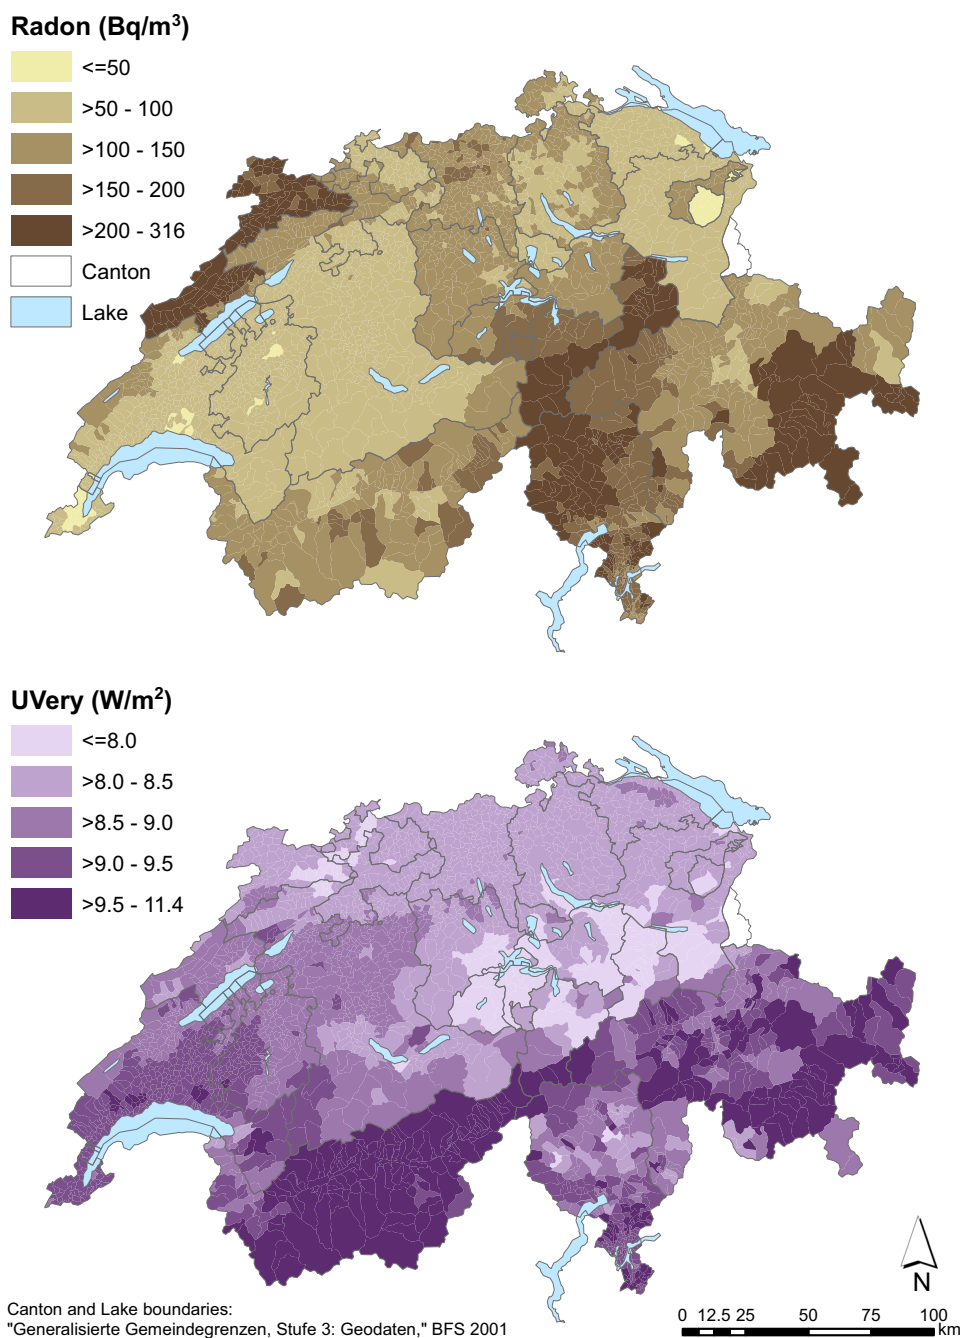 Radon (Bq/m³)
<=50
>50 - 100
>100 - 150
>150 - 200
>200 - 316
Canton
Lake
UVery (W/m²)
<=8.0
>8.0 - 8.5
>8.5 - 9.0
>9.0 - 9.5
>9.5 - 11.4
N
Canton and Lake boundaries:
"Generalisierte Gemeindegrenzen, Stufe 3: Geodaten," BFS 2001
0 12.5 25 50 75 100
km